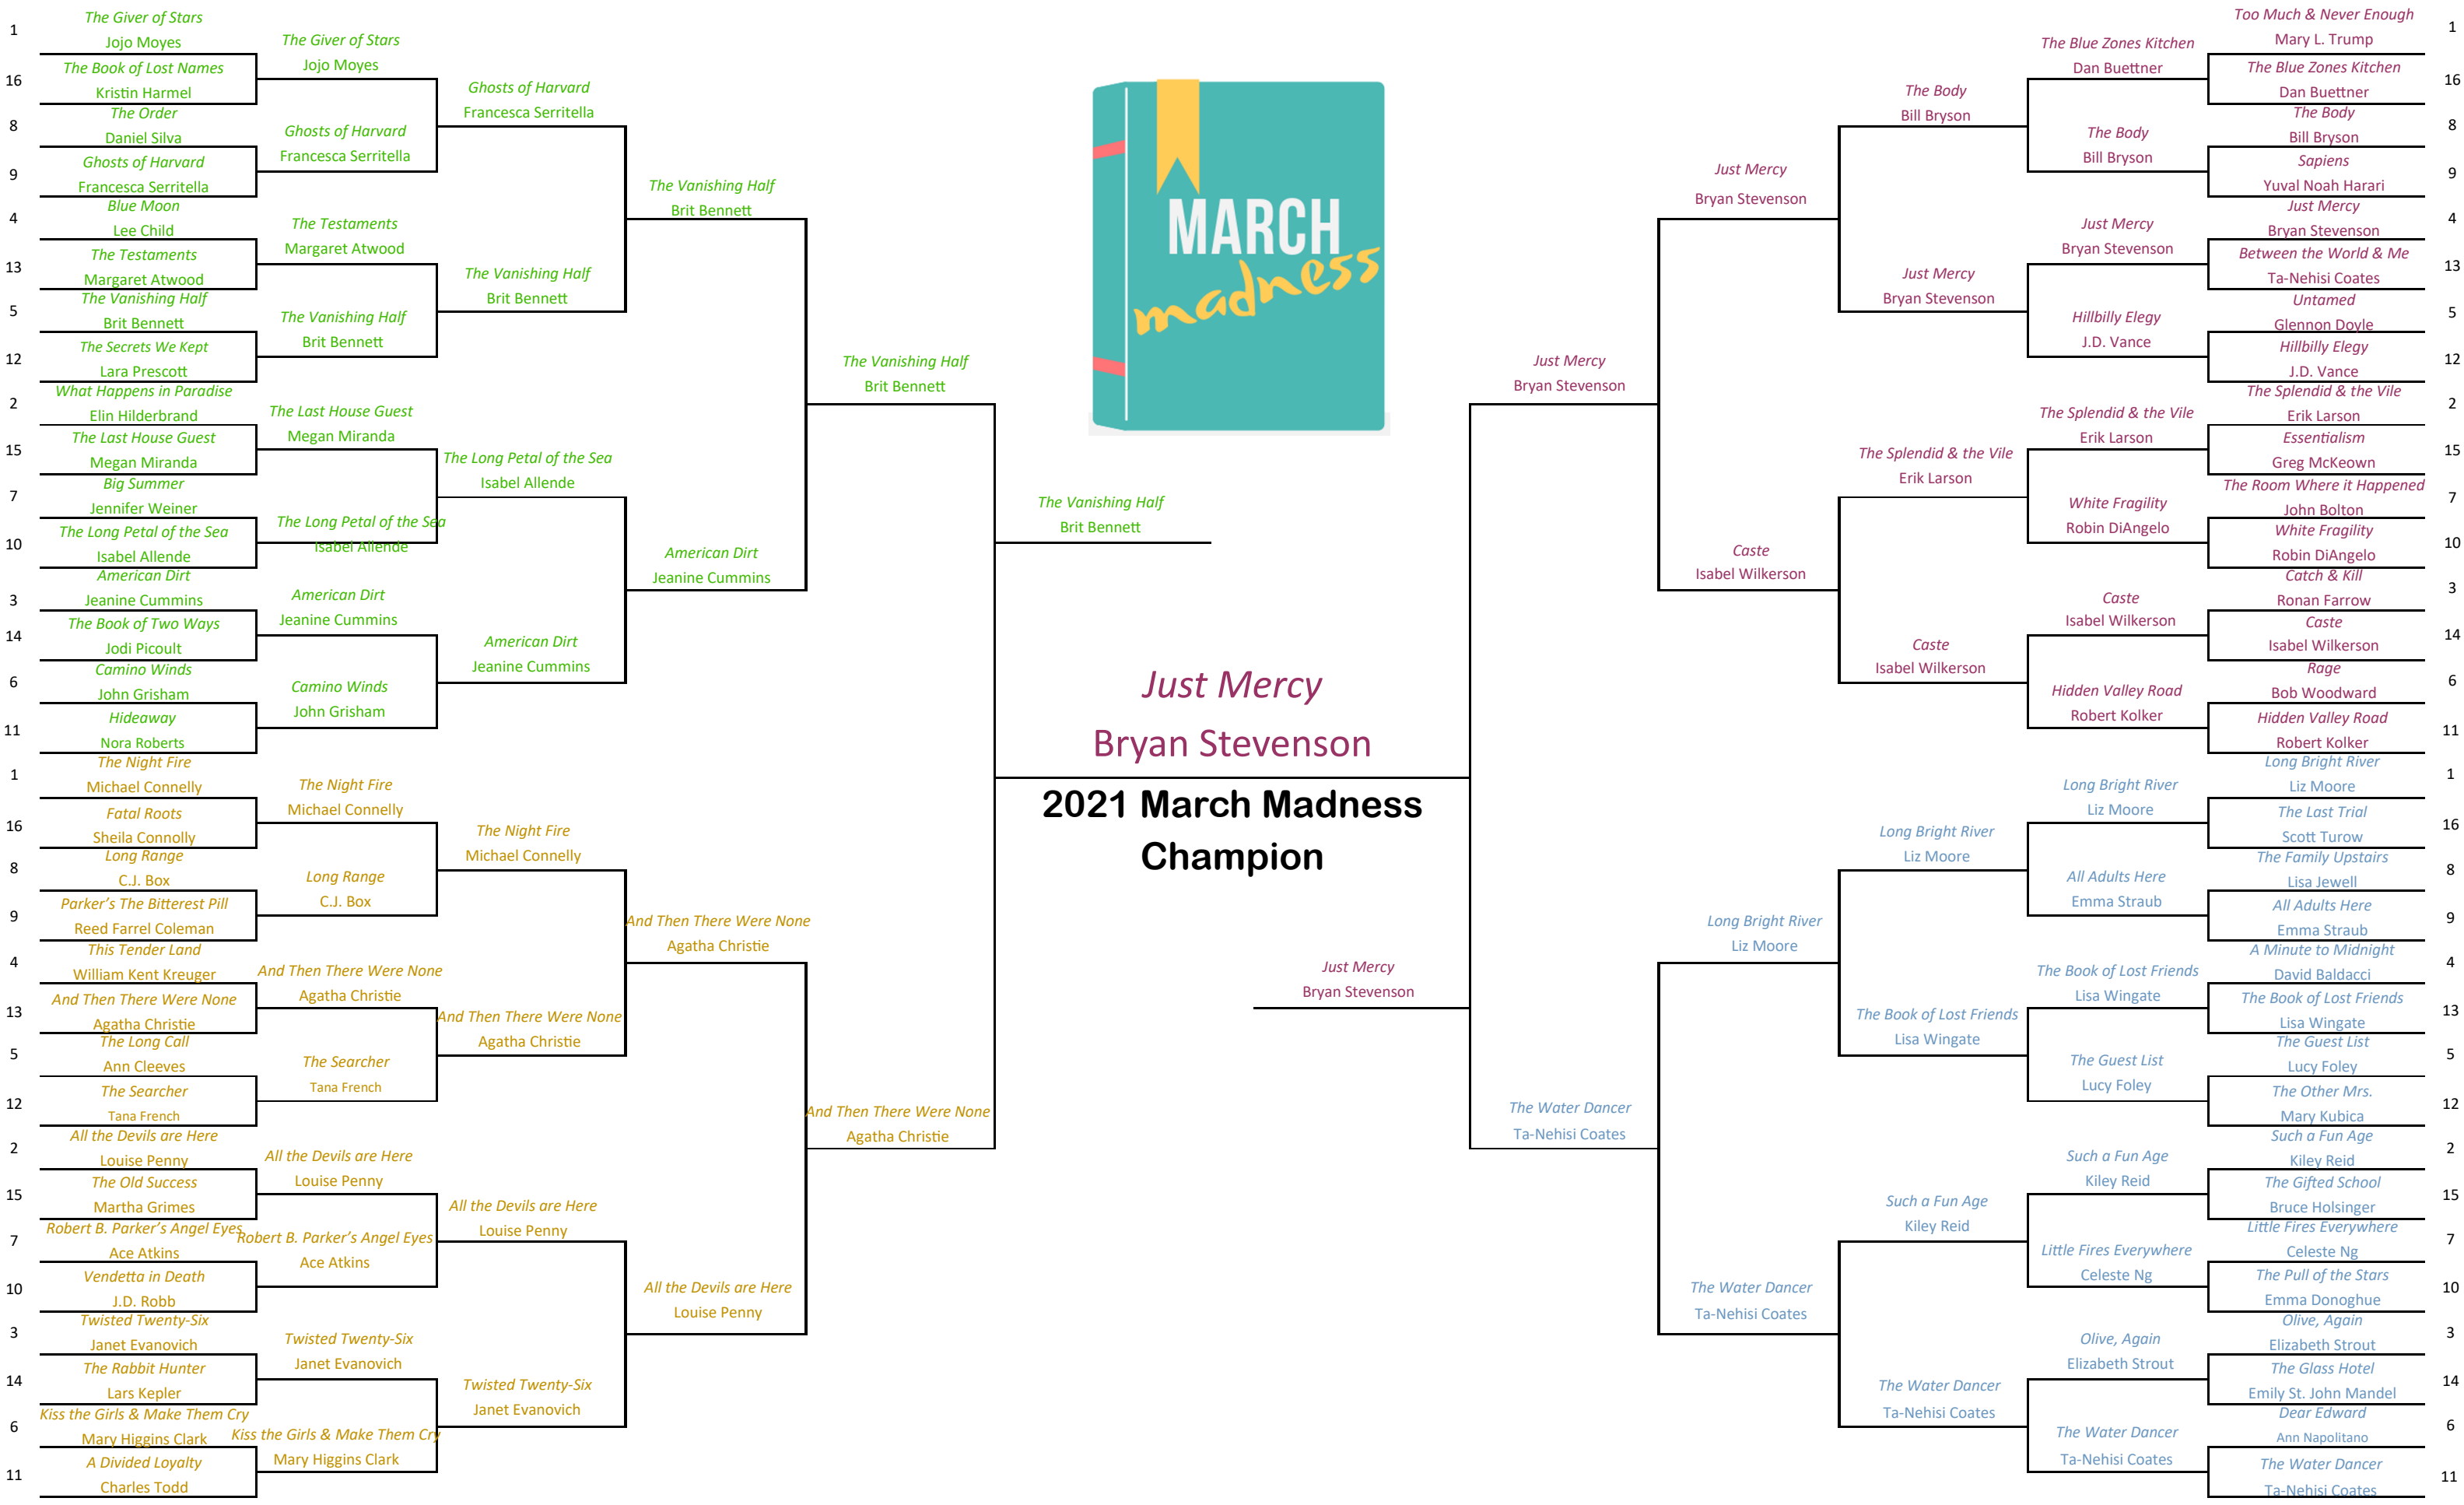 1
The Giver of Stars
Jojo Moyes
16
The Book of Lost Names
Kristin Harmel
8
The Order
Daniel Silva
9
Ghosts of Harvard
Francesca Serritella
4
Blue Moon
Lee Child
13
The Testaments
Margaret Atwood
5
The Vanishing Half
Brit Bennett
12
The Secrets We Kept
Lara Prescott
2
What Happens in Paradise
Elin Hilderbrand
15
The Last House Guest
Megan Miranda
7
Big Summer
Jennifer Weiner
10
The Long Petal of the Sea
Isabel Allende
3
American Dirt
Jeanine Cummins
14
The Book of Two Ways
Jodi Picoult
6
Camino Winds
John Grisham
11
Hideaway
Nora Roberts
1
The Night Fire
Michael Connelly
16
Fatal Roots
Sheila Connolly
8
Long Range
C.J. Box
9
Parker’s The Bitterest Pill
Reed Farrel Coleman
4
This Tender Land
William Kent Kreuger
13
And Then There Were None
Agatha Christie
5
The Long Call
Ann Cleeves
12
The Searcher
Tana French
2
All the Devils are Here
Louise Penny
15
The Old Success
Martha Grimes
7
Robert B. Parker’s Angel Eyes
Ace Atkins
10
Vendetta in Death
J.D. Robb
3
Twisted Twenty-Six
Janet Evanovich
14
The Rabbit Hunter
Lars Kepler
6
Kiss the Girls & Make Them Cry
Mary Higgins Clark
11
A Divided Loyalty
Charles Todd
The Giver of Stars
Jojo Moyes
Ghosts of Harvard
Francesca Serritella
The Testaments
Margaret Atwood
The Vanishing Half
Brit Bennett
The Last House Guest
Megan Miranda
The Long Petal of the Sea
Isabel Allende
American Dirt
Jeanine Cummins
Camino Winds
John Grisham
The Night Fire
Michael Connelly
Long Range
C.J. Box
And Then There Were None
Agatha Christie
The Searcher
Tana French
All the Devils are Here
Louise Penny
Robert B. Parker’s Angel Eyes
Ace Atkins
Twisted Twenty-Six
Janet Evanovich
Kiss the Girls & Make Them Cry
Mary Higgins Clark
Ghosts of Harvard
Francesca Serritella
The Vanishing Half
Brit Bennett
The Long Petal of the Sea
Isabel Allende
American Dirt
Jeanine Cummins
The Night Fire
Michael Connelly
And Then There Were None
Agatha Christie
All the Devils are Here
Louise Penny
Twisted Twenty-Six
Janet Evanovich
The Vanishing Half
Brit Bennett
American Dirt
Jeanine Cummins
And Then There Were None
Agatha Christie
All the Devils are Here
Louise Penny
The Vanishing Half
Brit Bennett
And Then There Were None
Agatha Christie
The Vanishing Half
Brit Bennett
MARCH
madness
Just Mercy
Bryan Stevenson
2021 March Madness
Champion
Just Mercy
Bryan Stevenson
Just Mercy
Bryan Stevenson
The Water Dancer
Ta-Nehisi Coates
Just Mercy
Bryan Stevenson
Caste
Isabel Wilkerson
Long Bright River
Liz Moore
The Water Dancer
Ta-Nehisi Coates
The Body
Bill Bryson
Just Mercy
Bryan Stevenson
The Splendid & the Vile
Erik Larson
Caste
Isabel Wilkerson
Long Bright River
Liz Moore
The Book of Lost Friends
Lisa Wingate
Such a Fun Age
Kiley Reid
The Water Dancer
Ta-Nehisi Coates
The Blue Zones Kitchen
Dan Buettner
The Body
Bill Bryson
Just Mercy
Bryan Stevenson
Hillbilly Elegy
J.D. Vance
The Splendid & the Vile
Erik Larson
White Fragility
Robin DiAngelo
Caste
Isabel Wilkerson
Hidden Valley Road
Robert Kolker
Long Bright River
Liz Moore
All Adults Here
Emma Straub
The Book of Lost Friends
Lisa Wingate
The Guest List
Lucy Foley
Such a Fun Age
Kiley Reid
Little Fires Everywhere
Celeste Ng
Olive, Again
Elizabeth Strout
The Water Dancer
Ta-Nehisi Coates
Too Much & Never Enough
Mary L. Trump
1
The Blue Zones Kitchen
Dan Buettner
16
The Body
Bill Bryson
8
Sapiens
Yuval Noah Harari
9
Just Mercy
Bryan Stevenson
4
Between the World & Me
Ta-Nehisi Coates
13
Untamed
Glennon Doyle
5
Hillbilly Elegy
J.D. Vance
12
The Splendid & the Vile
Erik Larson
2
Essentialism
Greg McKeown
15
The Room Where it Happened
John Bolton
7
White Fragility
Robin DiAngelo
10
Catch & Kill
Ronan Farrow
3
Caste
Isabel Wilkerson
14
Rage
Bob Woodward
6
Hidden Valley Road
Robert Kolker
11
Long Bright River
Liz Moore
1
The Last Trial
Scott Turow
16
The Family Upstairs
Lisa Jewell
8
All Adults Here
Emma Straub
9
A Minute to Midnight
David Baldacci
4
The Book of Lost Friends
Lisa Wingate
13
The Guest List
Lucy Foley
5
The Other Mrs.
Mary Kubica
12
Such a Fun Age
Kiley Reid
2
The Gifted School
Bruce Holsinger
15
Little Fires Everywhere
Celeste Ng
7
The Pull of the Stars
Emma Donoghue
10
Olive, Again
Elizabeth Strout
3
The Glass Hotel
Emily St. John Mandel
14
Dear Edward
Ann Napolitano
6
The Water Dancer
Ta-Nehisi Coates
11